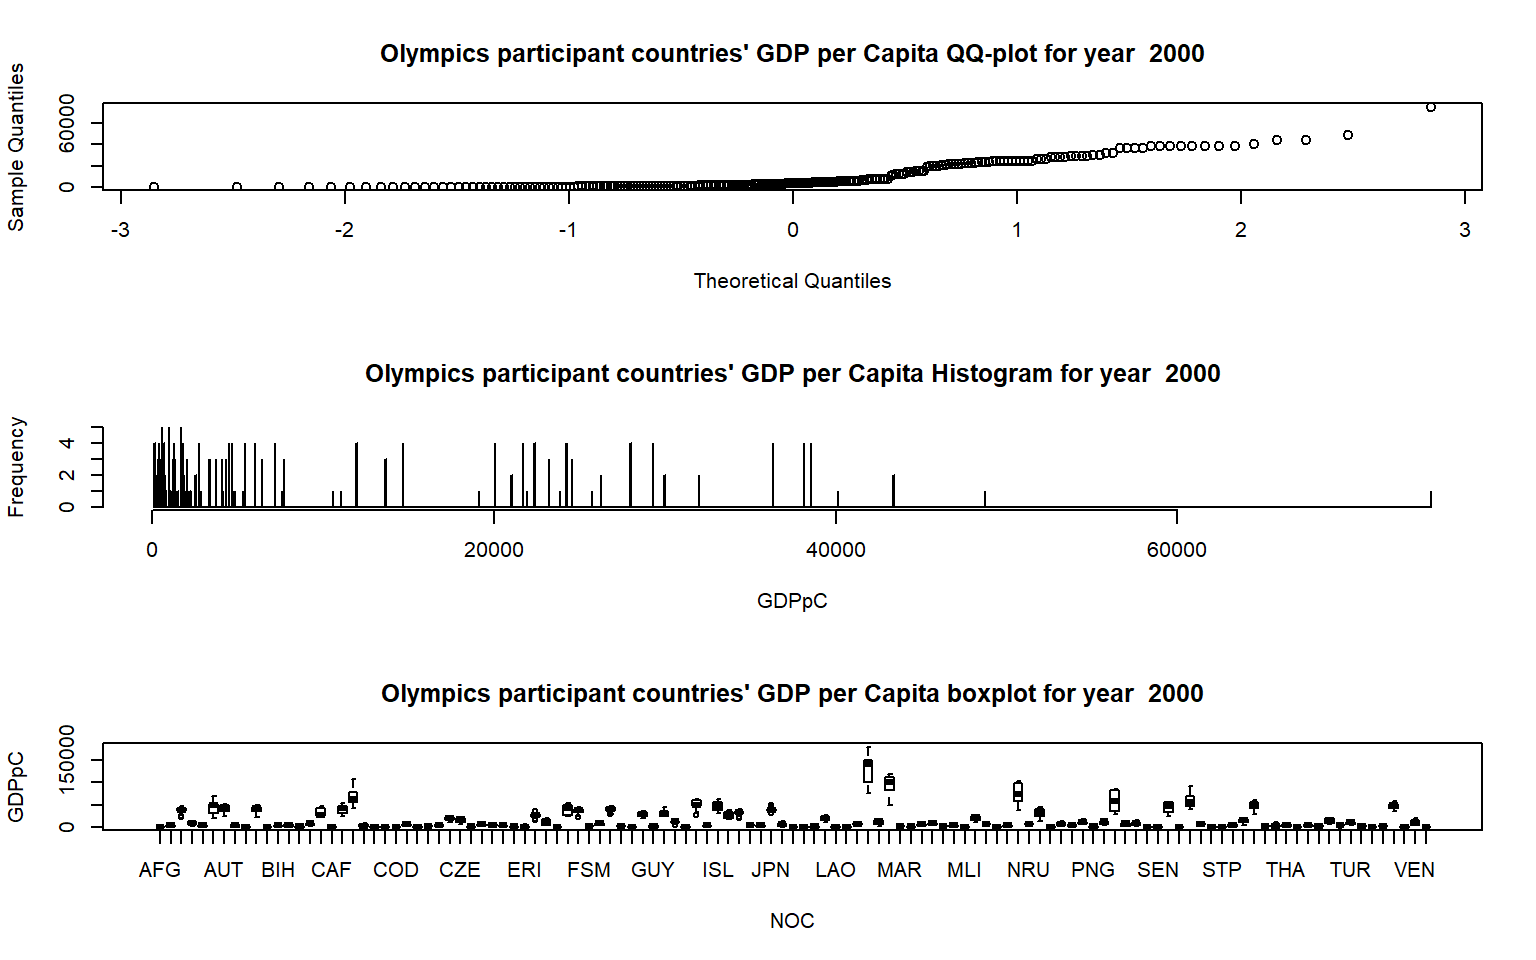 Olympics participant countries' GDP per Capita QQ-plot for year  2000
Sample Quantiles
60000
0
-3 -2 -1 0 1 2 3
Theoretical Quantiles
Olympics participant countries' GDP per Capita Histogram for year  2000
Frequency
4
2
0
0 20000 40000 60000
GDPpC
Olympics participant countries' GDP per Capita boxplot for year  2000
GDPpC
150000
0
AFG AUT BIH CAF COD CZE ERI FSM GUY ISL JPN LAO MAR MLI NRU PNG SEN STP THA TUR VEN
NOC